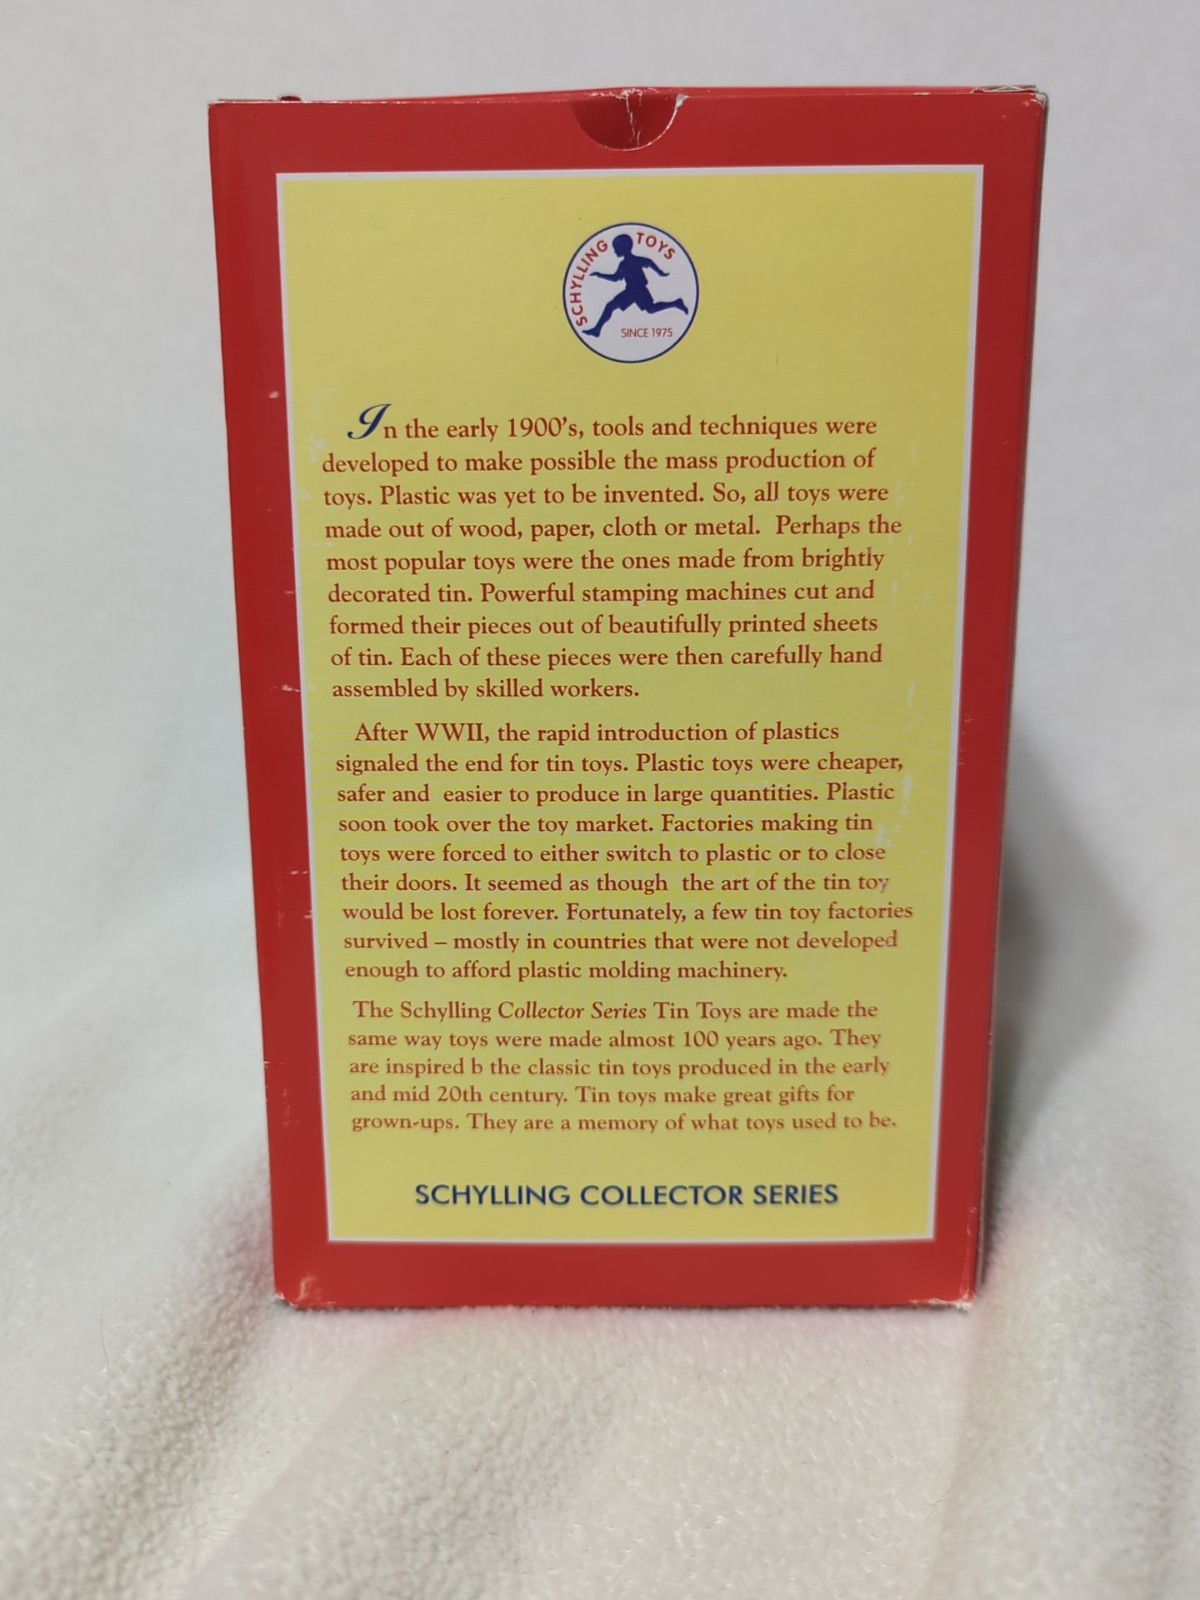 SCHYLLING TOYS
SINCE 1975
In the early 1900's, tools and techniques were
developed to make possible the mass production of
toys. Plastic was yet to be invented. So, all toys were
made out of wood, paper, cloth or metal. Perhaps the
most popular toys were the ones made from brightly
decorated tin. Powerful stamping machines cut and
formed their pieces out of beautifully printed sheets
of tin. Each of these pieces were then carefully hand
assembled by skilled workers.
After WWII, the rapid introduction of plastics
signaled the end for tin toys. Plastic toys were cheaper,
safer and easier to produce in large quantities. Plastic
soon took over the toy market. Factories making tin
toys were forced to either switch to plastic or to close
their doors. It seemed as though the art of the tin toy
would be lost forever. Fortunately, a few tin toy factories
survived – mostly in countries that were not developed
enough to afford plastic molding machinery.
The Schylling Collector Series Tin Toys are made the
same way toys were made almost 100 years ago. They
are inspired b the classic tin toys produced in the early
and mid 20th century. Tin toys make great gifts for
grown-ups. They are a memory of what toys used to be.
SCHYLLING COLLECTOR SERIES